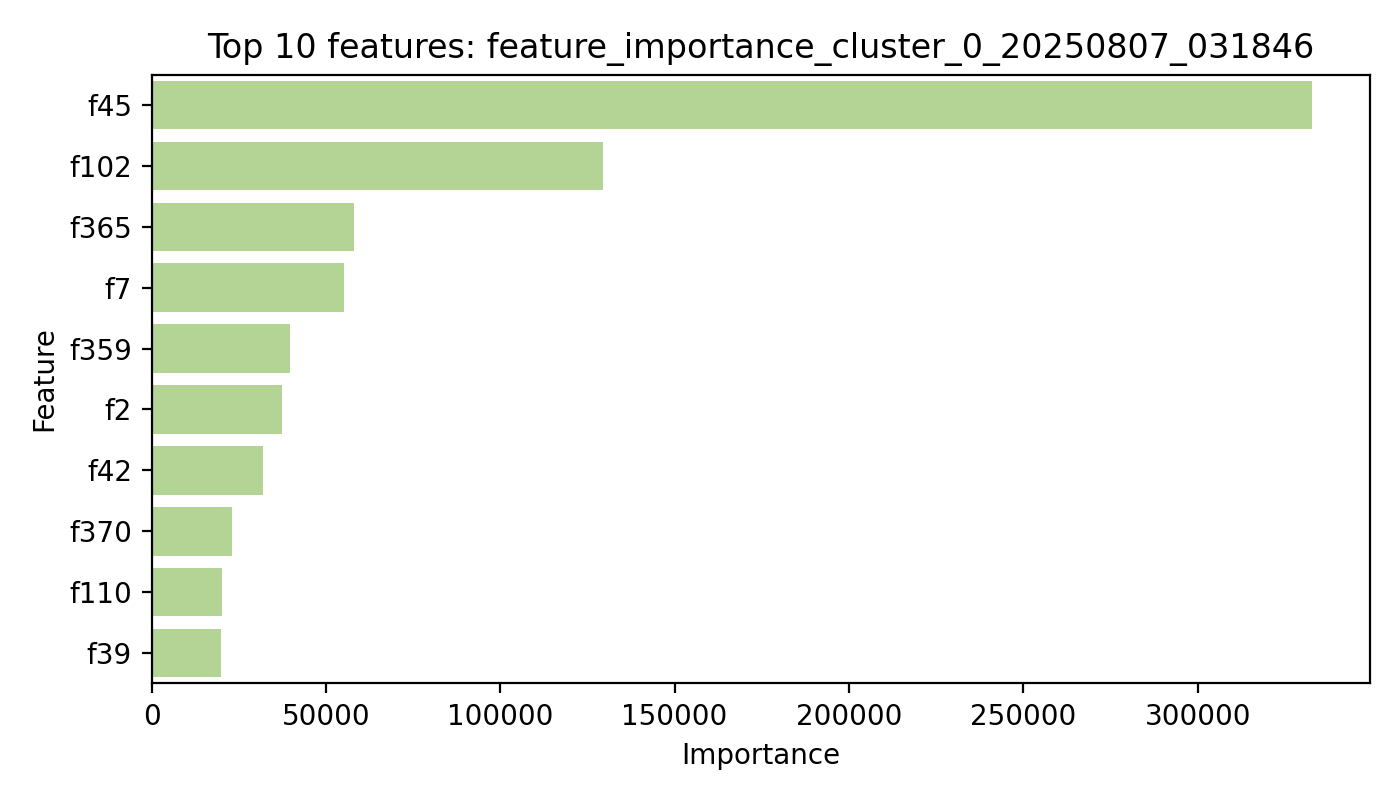 Top 10 features: feature_importance_cluster_0_20250807_031846
f45
f102
f365
f7
f359
f2
f42
f370
f110
f39
Feature
0 50000 100000 150000 200000 250000 300000
Importance